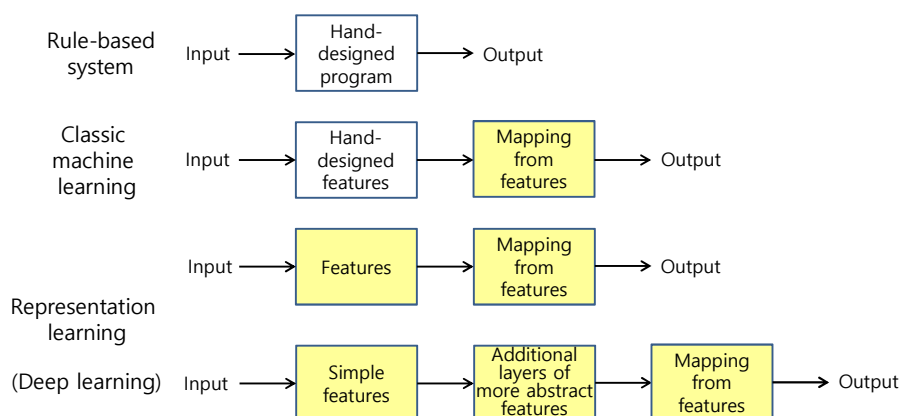 Rule-based
system
Input
Hand-
designed
program
Output
Classic
machine
learning
Input
Hand-
designed
features
Mapping
from
features
Output
Input
Features
Mapping
from
features
Output
Representation
learning
(Deep learning)
Input
Simple
features
Additional
layers of
more abstract
features
Mapping
from
features
Output